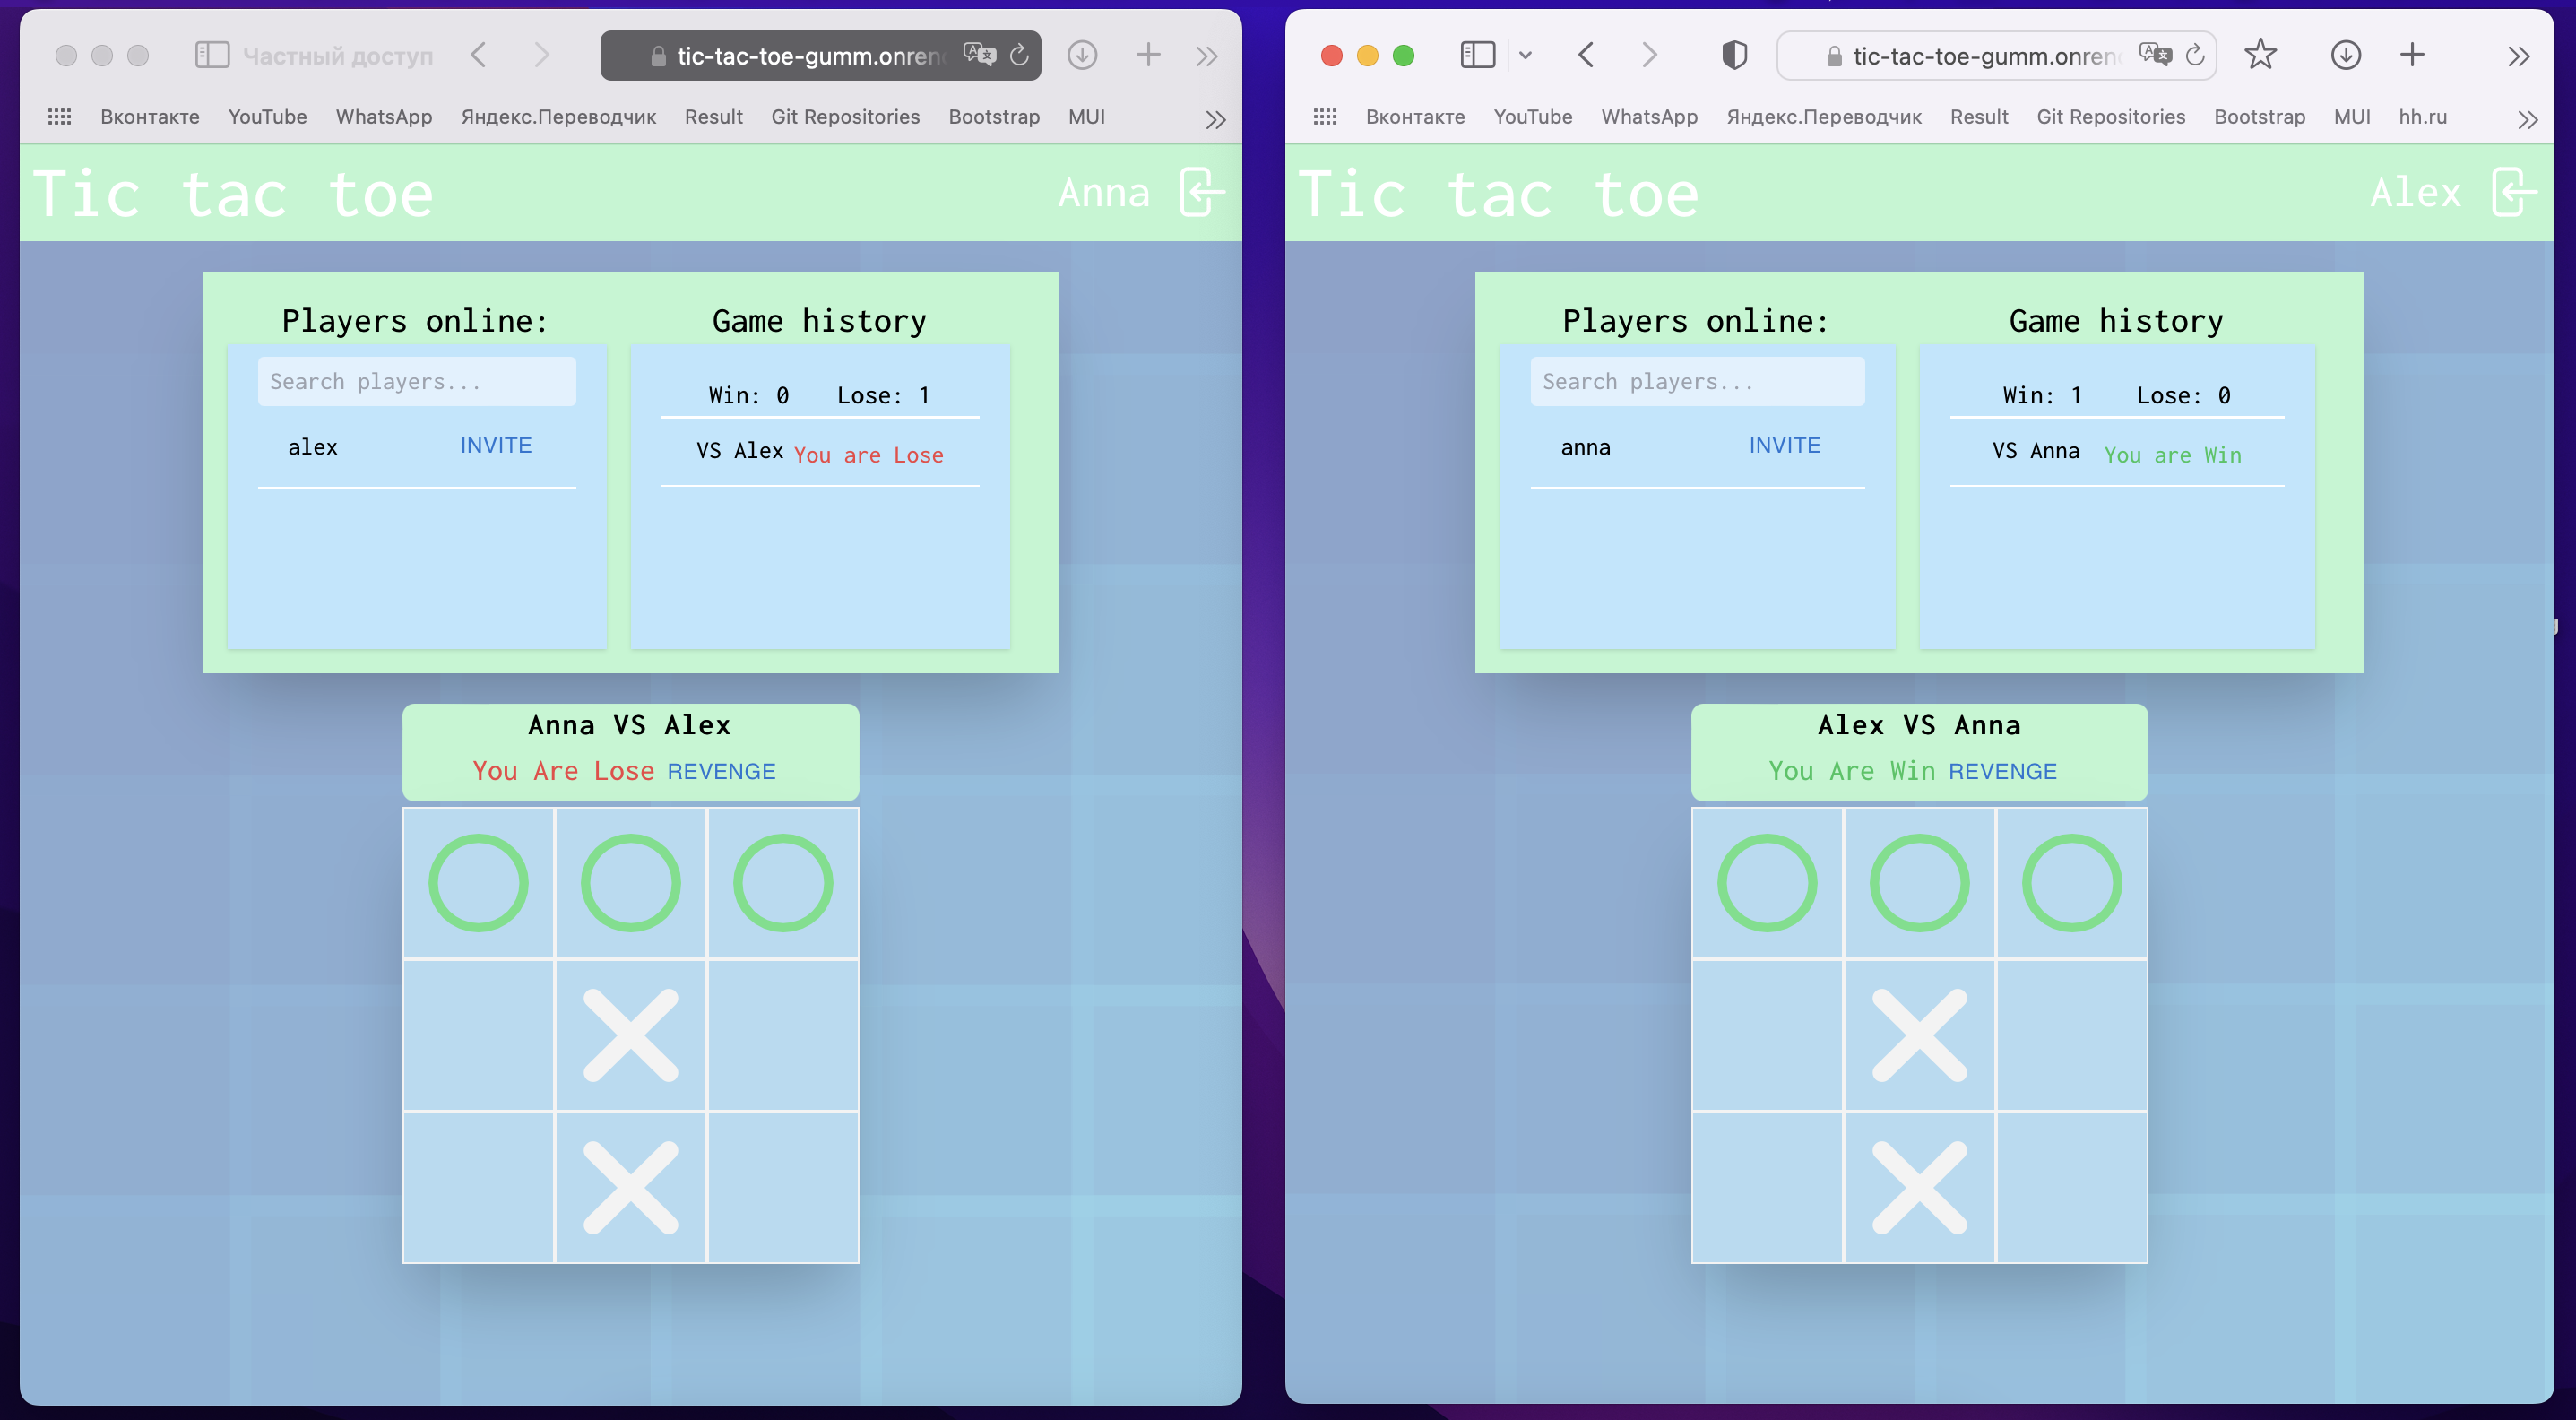 Частный доступ
tic-tac-toe-gumm.onren
Вконтакте YouTube WhatsApp Яндекс.Переводчик Result Git Repositories Bootstrap MUI
Tic tac toe Anna
Players online: Game history
Search players...
Win: 0 Lose: 1
alex INVITE
VS Alex You are Lose
Anna VS Alex
You Are Lose REVENGE
tic-tac-toe-gumm.onren
Вконтакте YouTube WhatsApp Яндекс.Переводчик Result Git Repositories Bootstrap MUI hh.ru
Tic tac toe Alex
Players online: Game history
Search players...
Win: 1 Lose: 0
anna INVITE
VS Anna You are Win
Alex VS Anna
You Are Win REVENGE